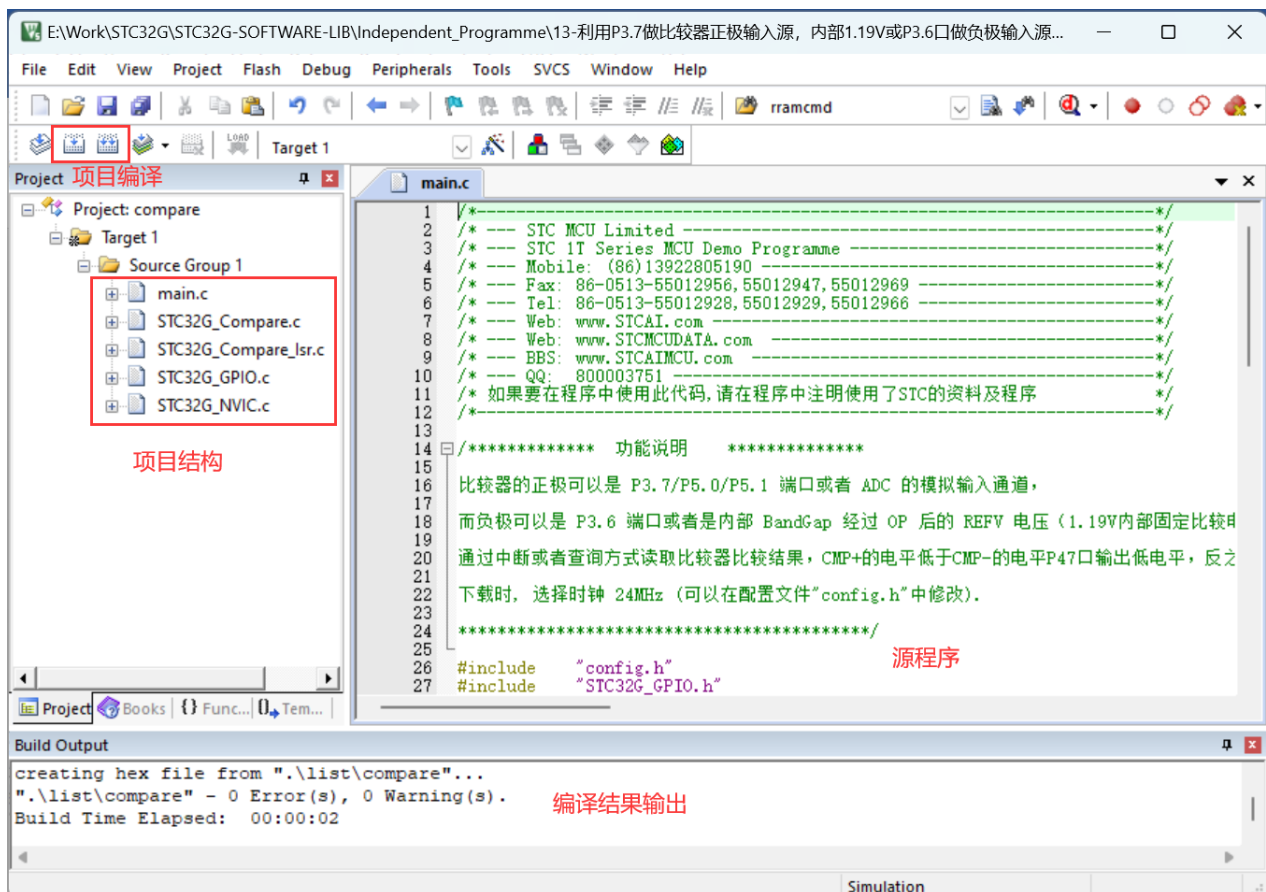 E:\Work\STC32G\STC32G-SOFTWARE-LIB\Independent_Programme\13-利用P3.7做比较器正极输入源，内部1.19V或P3.6口做负极输入源...
File Edit View Project Flash Debug Peripherals Tools SVCS Window Help
rramcmd
LOAD
Target 1
Project 项目编译
main.c
Project: compare
Target 1
Source Group 1
main.c
STC32G_Compare.c
STC32G_Compare_Isr.c
STC32G_GPIO.c
STC32G_NVIC.c
项目结构
1 /*---------------------------------------------------------------------*/
2 /* --- STC MCU Limited ------------------------------------------------*/
3 /* --- STC 1T Series MCU Demo Programme -------------------------------*/
4 /* --- Mobile: (86)13922805190 ----------------------------------------*/
5 /* --- Fax: 86-0513-55012956,55012947,55012969 ------------------------*/
6 /* --- Tel: 86-0513-55012928,55012929,55012966 ------------------------*/
7 /* --- Web: www.STCAI.com ---------------------------------------------*/
8 /* --- Web: www.STCMCUDATA.com ---------------------------------------*/
9 /* --- BBS: www.STCAIMCU.com -----------------------------------------*/
10 /* --- QQ: 800003751 -------------------------------------------------*/
11 /* 如果要在程序中使用此代码,请在程序中注明使用了STC的资料及程序 */
12 /*---------------------------------------------------------------------*/
13
14 /************* 功能说明 **************
15
16 比较器的正极可以是 P3.7/P5.0/P5.1 端口或者 ADC 的模拟输入通道，
17
18 而负极可以是 P3.6 端口或者是内部 BandGap 经过 OP 后的 REFV 电压（1.19V内部固定比较
19
20 通过中断或者查询方式读取比较器比较结果，CMP+的电平低于CMP-的电平P47口输出低电平，反之
21
22 下载时, 选择时钟 24MHz (可以在配置文件"config.h"中修改).
23
24 ******************************************/
25
26 #include "config.h"
27 #include "STC32G_GPIO.h"
源程序
Project Books {} Func... Tem...
Build Output
creating hex file from ".\list\compare"...
".\list\compare" - 0 Error(s), 0 Warning(s).
Build Time Elapsed: 00:00:02
编译结果输出
Simulation